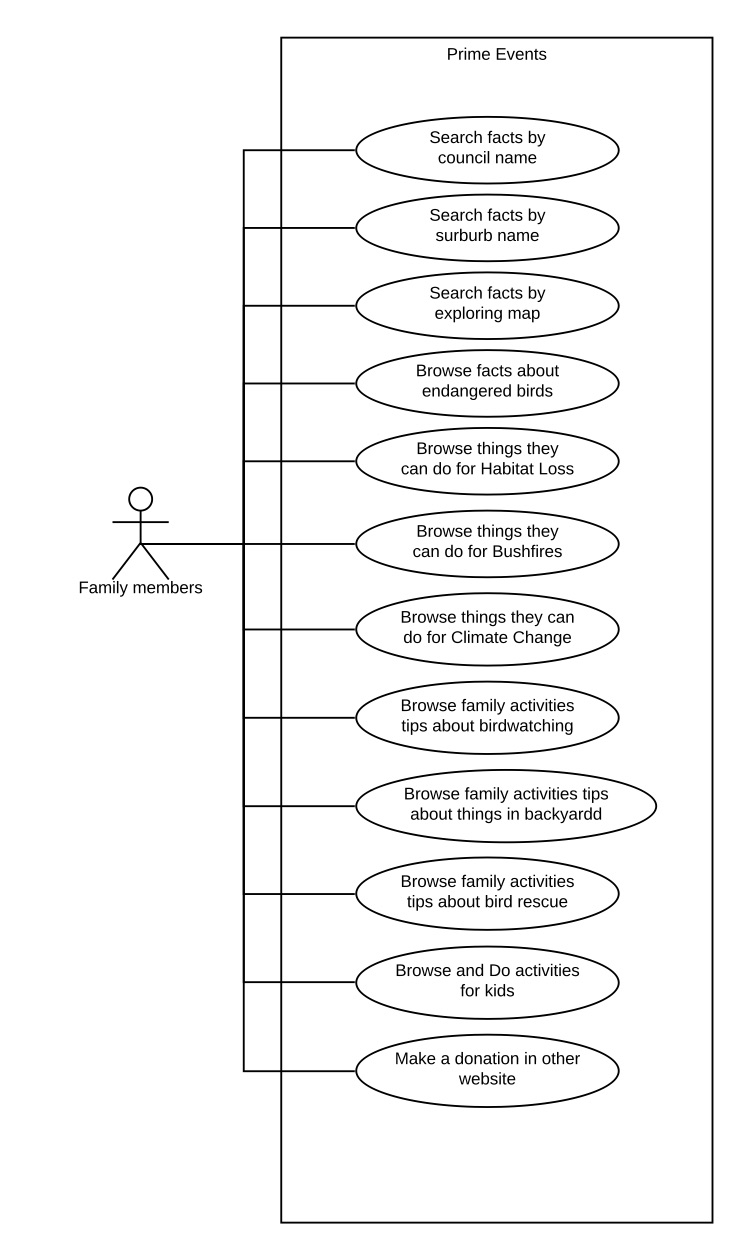 Prime Events
Search facts by
council name
Search facts by
surburb name
Search facts by
exploring map
Browse facts about
endangered birds
Browse things they
can do for Habitat Loss
Browse things they
can do for Bushfires
Family members
Browse things they can
do for Climate Change
Browse family activities
tips about birdwatching
Browse family activities tips
about things in backyardd
Browse family activities
tips about bird rescue
Browse and Do activities
for kids
Make a donation in other
website